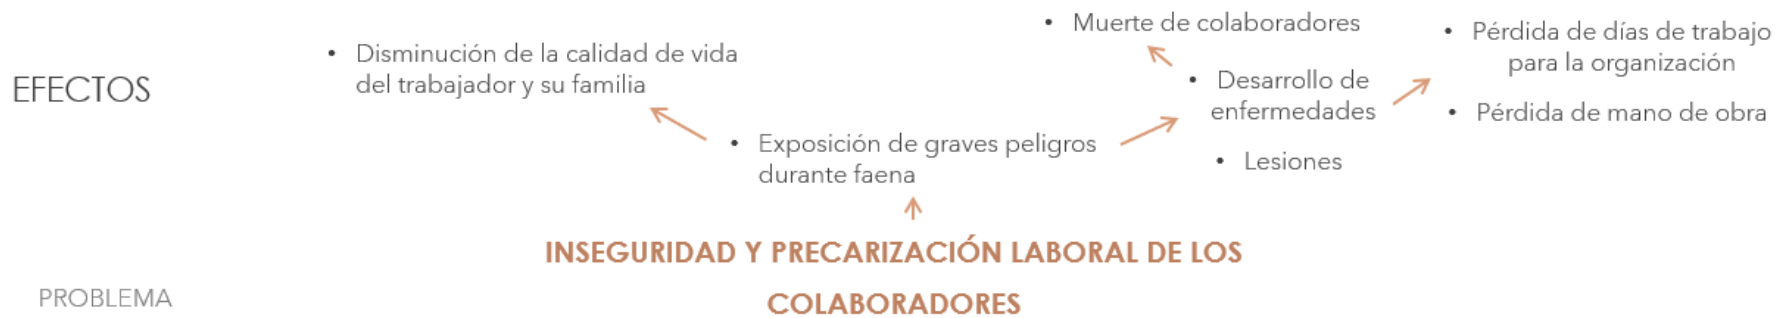 • Muerte de colaboradores
• Pérdida de días de trabajo
para la organización
• Disminución de la calidad de vida
del trabajador y su familia
EFECTOS
• Desarrollo de
enfermedades
• Pérdida de mano de obra
• Exposición de graves peligros
durante faena
• Lesiones
INSEGURIDAD Y PRECARIZACIÓN LABORAL DE LOS
COLABORADORES
PROBLEMA